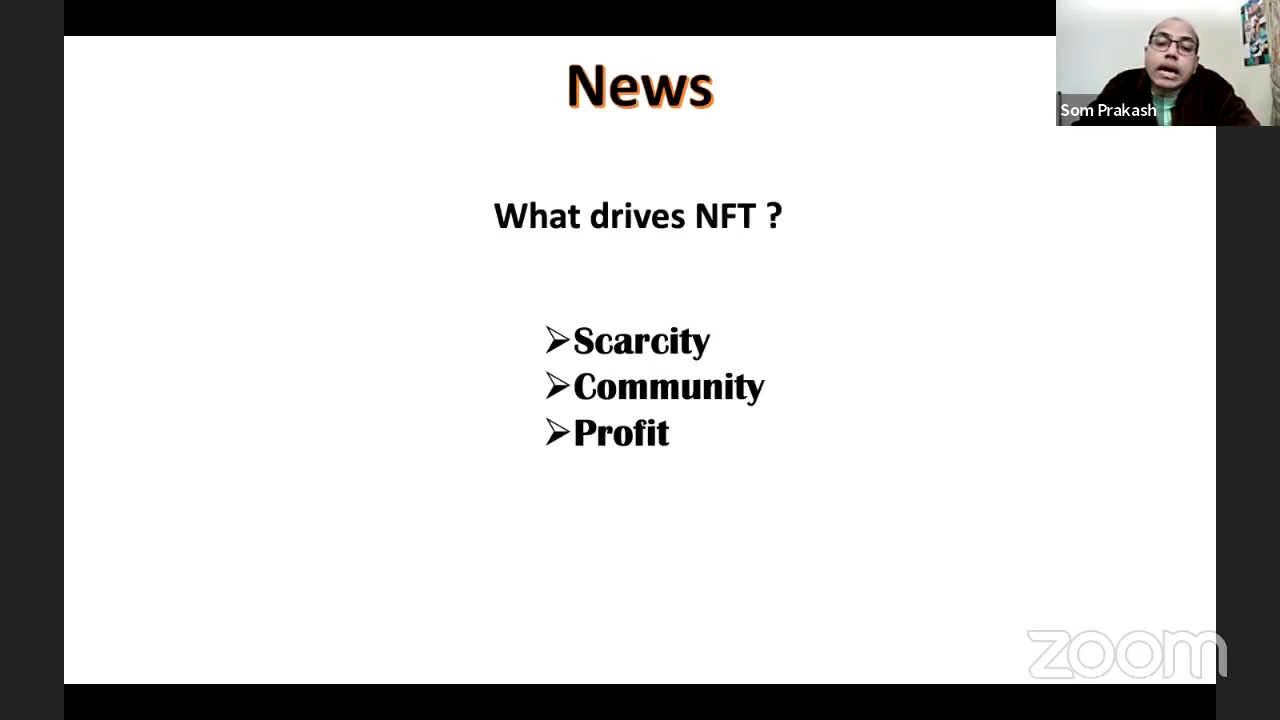 News
Som Prakash
What drives NFT ?
➢Scarcity
➢Community
➢Profit
zoom